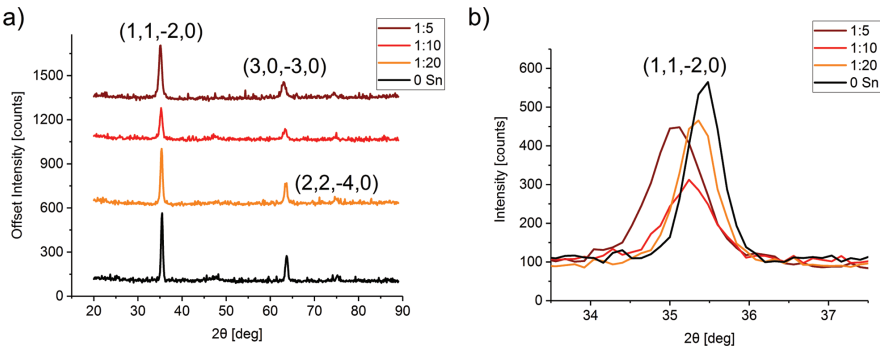 a)
(1,1,-2,0)
(3,0,-3,0)
(2,2,-4,0)
1:5
1:10
1:20
0 Sn
1500
1200
900
600
300
0
Offset Intensity [counts]
20 30 40 50 60 70 80 90
2θ [deg]
b)
(1,1,-2,0)
1:5
1:10
1:20
0 Sn
600
500
400
300
200
100
0
Intensity [counts]
34 35 36 37
2θ [deg]